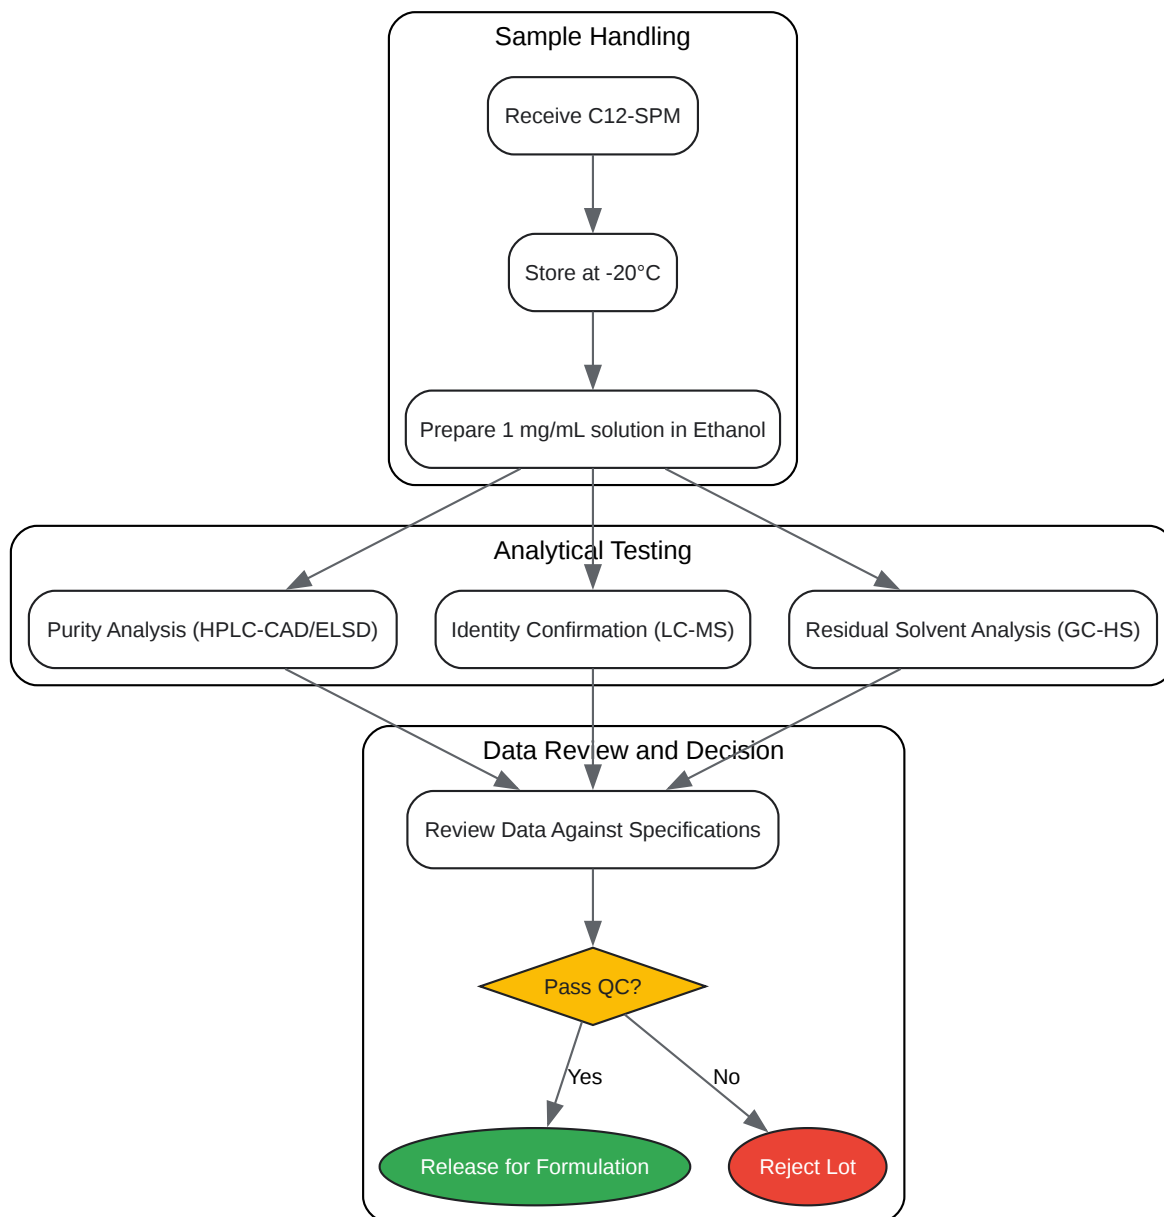 Sample Handling
Receive C12-SPM
Store at -20°C
Prepare 1 mg/mL solution in Ethanol
Analytical Testing
Purity Analysis (HPLC-CAD/ELSD)
Identity Confirmation (LC-MS)
Residual Solvent Analysis (GC-HS)
Data Review and Decision
Review Data Against Specifications
Pass QC?
Yes
No
Release for Formulation
Reject Lot